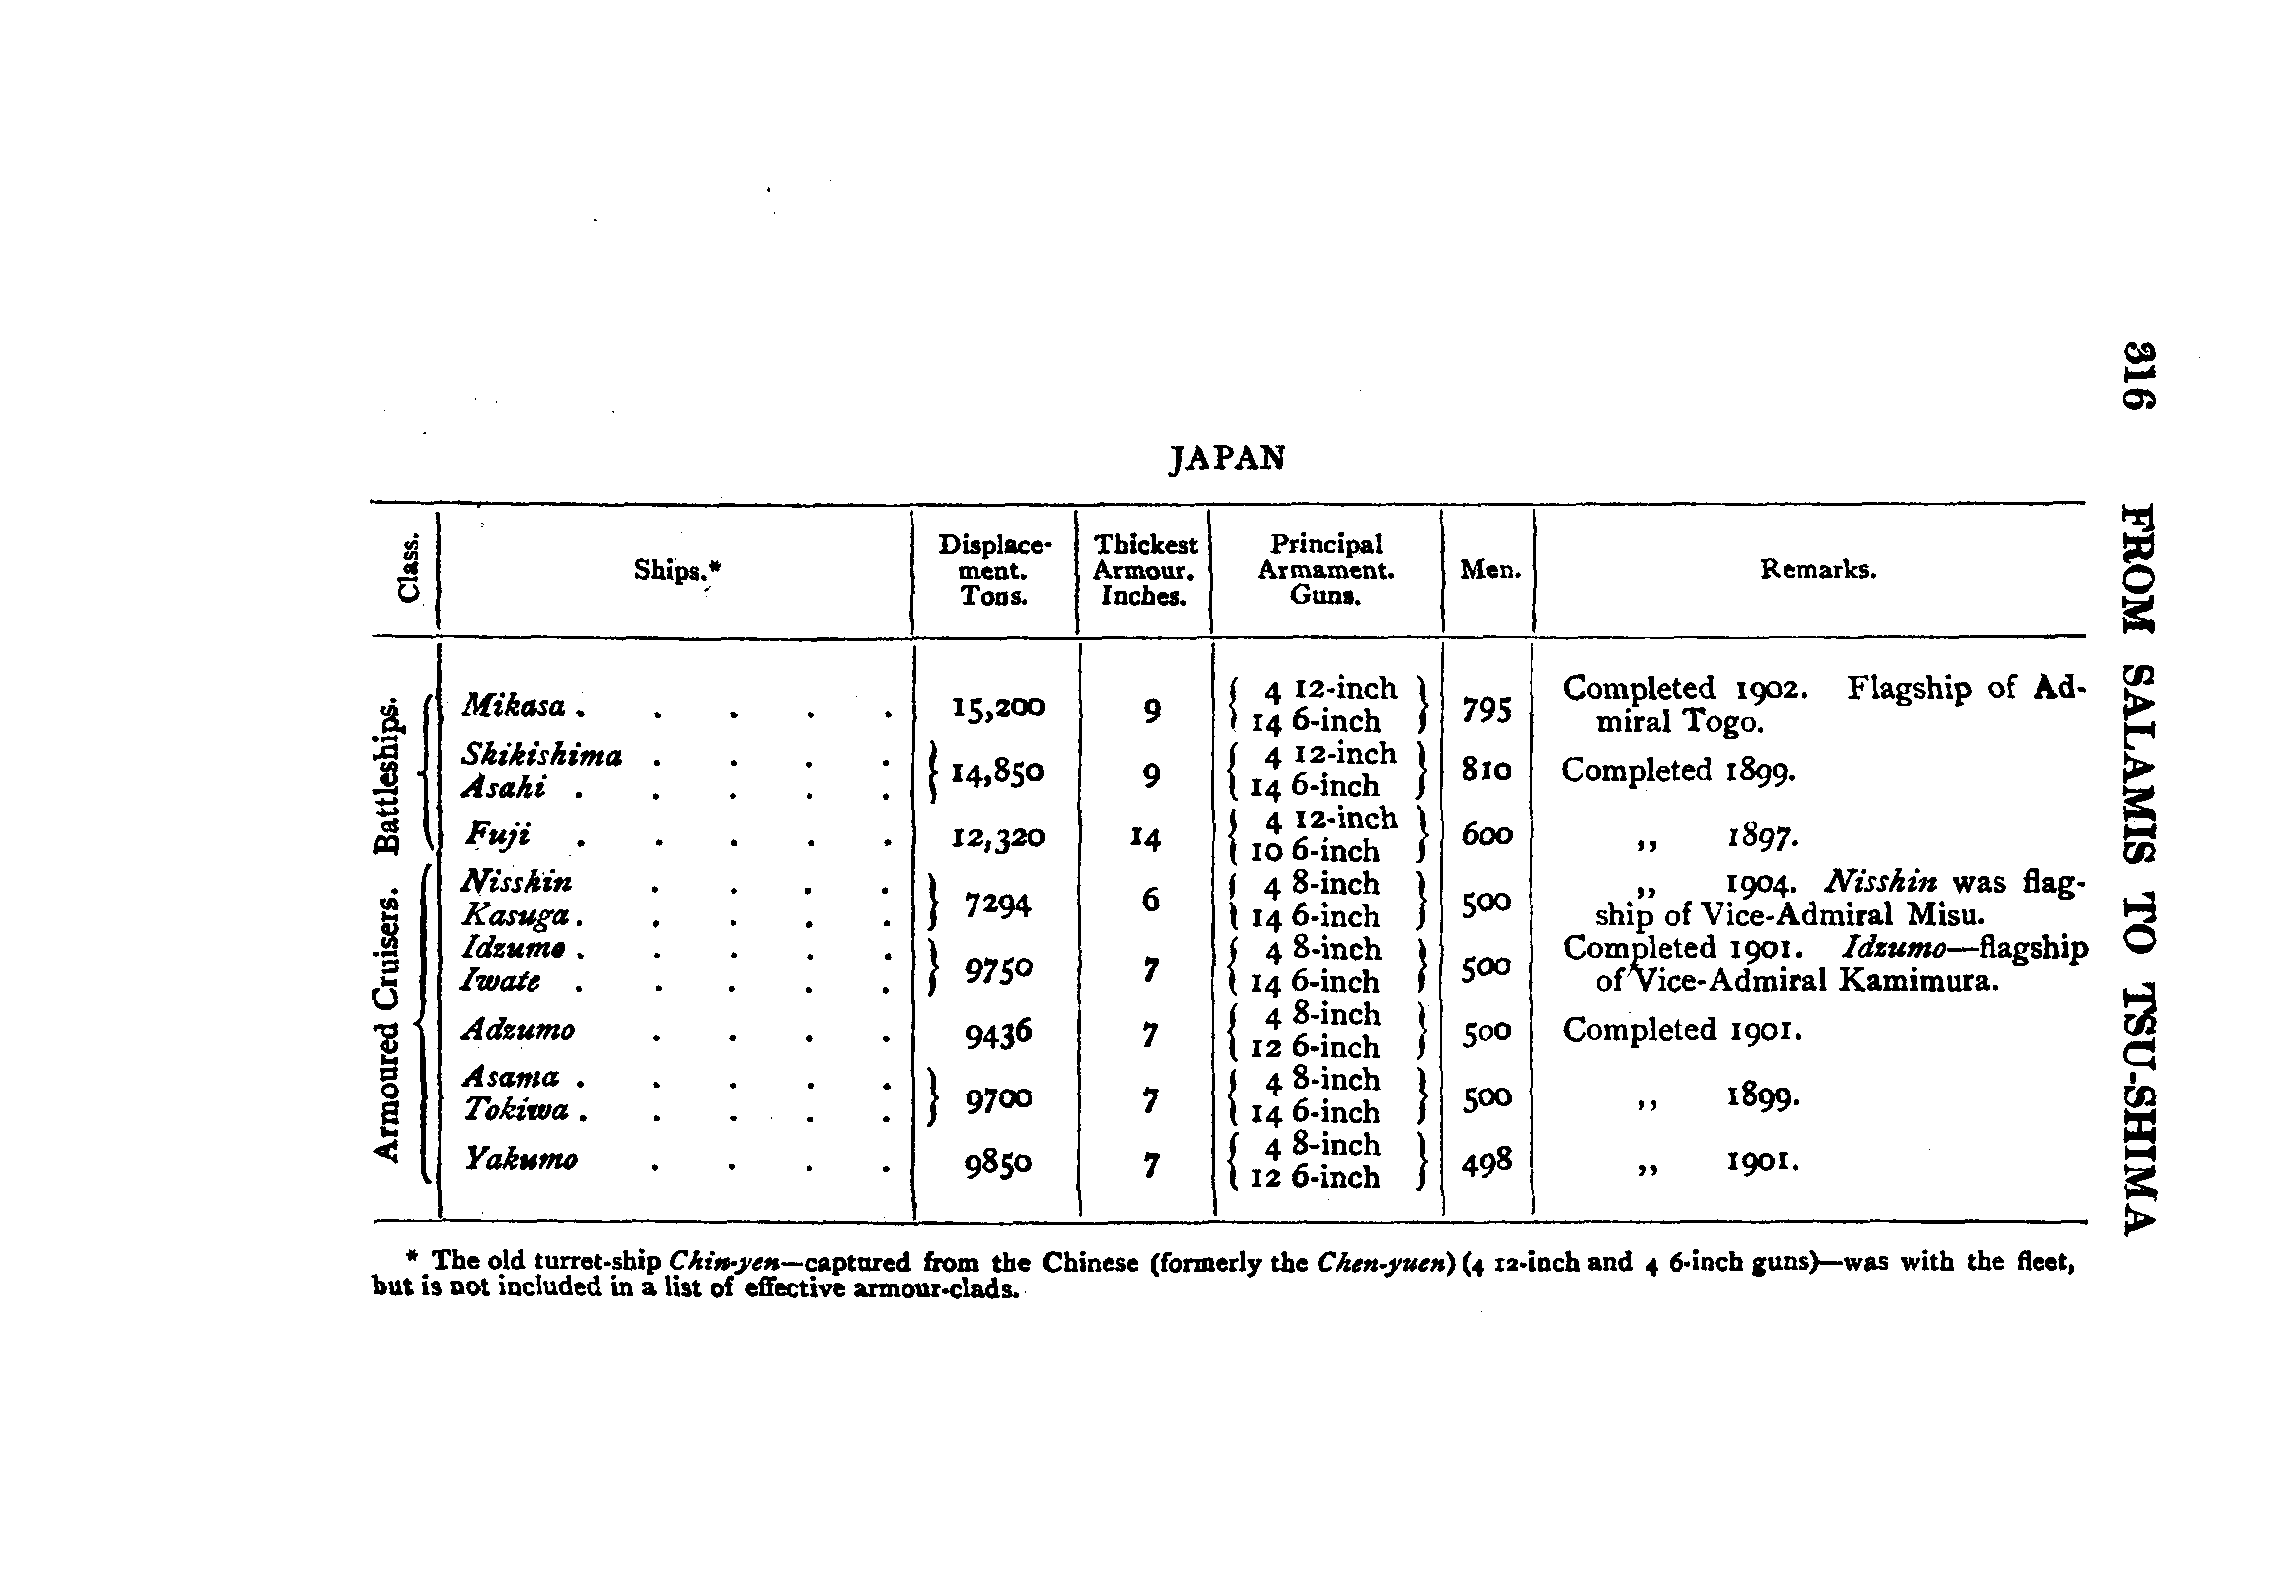 316 FROM SALAMIS TO TSU-SHIMA
JAPAN
Class. Ships.* Displace- Thickest Principal Men. Remarks.
ment. Armour. Armament.
Tons. Inches. Guns.
Battleships.
Mikasa . . . . . 15,200 9 { 4 12-inch } 795 Completed 1902. Flagship of Ad-
14 6-inch miral Togo.
Shikishima . . . . } 14,850 9 { 4 12-inch } 810 Completed 1899.
Asahi . . . . . 14 6-inch
Fuji . . . . . 12,320 14 { 4 12-inch } 600 ,, 1897.
10 6-inch
Armoured Cruisers.
Nisshin . . . . } 7294 6 { 4 8-inch } 500 ,, 1904. Nisshin was flag-
Kasuga . . . . . 14 6-inch ship of Vice-Admiral Misu.
Idzumo . . . . . } 9750 7 { 4 8-inch } 500 Completed 1901. Idzumo—flagship
Iwate . . . . . 14 6-inch of Vice-Admiral Kamimura.
Adzumo . . . . 9436 7 { 4 8-inch } 500 Completed 1901.
12 6-inch
Asama . . . . . } 9700 7 { 4 8-inch } 500 ,, 1899.
Tokiwa . . . . . 14 6-inch
Yakumo . . . . 9850 7 { 4 8-inch } 498 ,, 1901.
12 6-inch
* The old turret-ship Chin-yen—captured from the Chinese (formerly the Chen-yuen) (4 12-inch and 4 6-inch guns)—was with the fleet,
but is not included in a list of effective armour-clads.